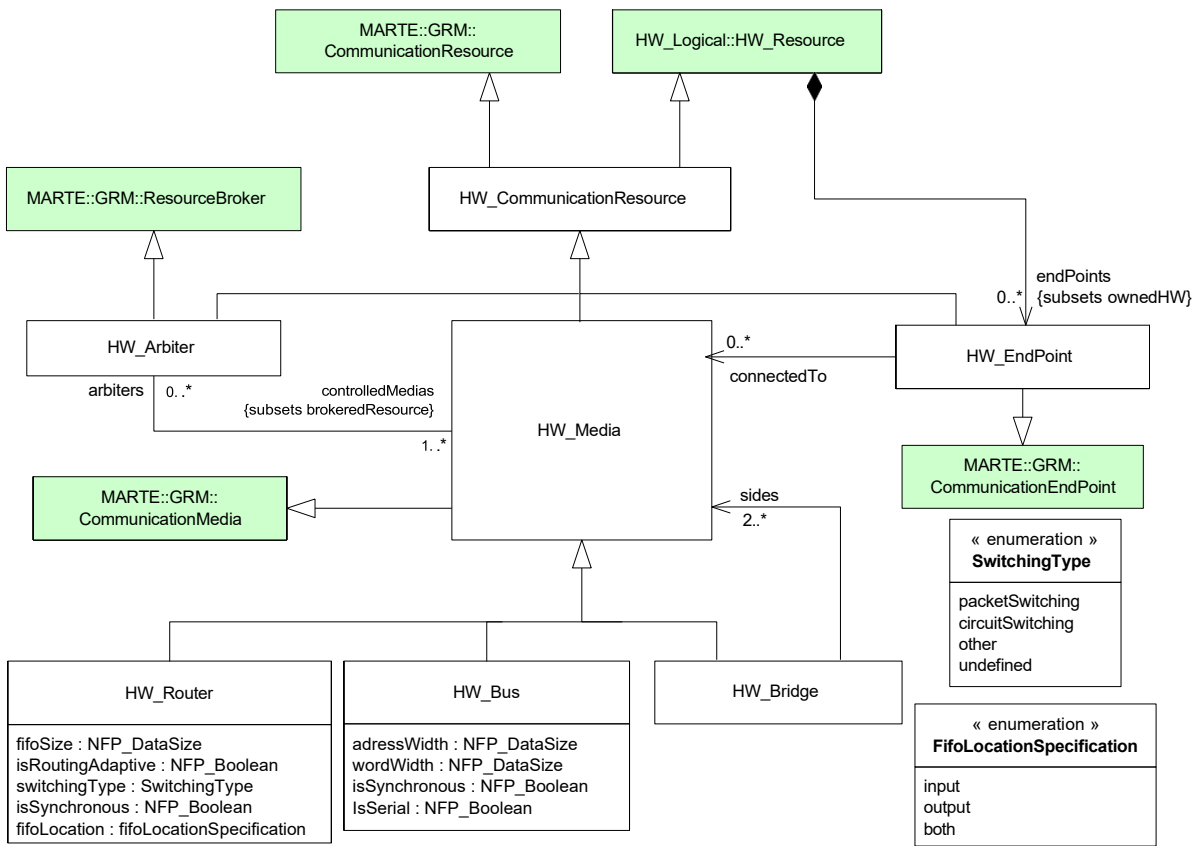 MARTE::GRM::
CommunicationResource
HW_Logical::HW_Resource
MARTE::GRM::ResourceBroker
HW_CommunicationResource
endPoints
0..*
{subsets ownedHW}
HW_Arbiter
HW_EndPoint
arbiters
0. .*
controlledMedias
{subsets brokeredResource}
1. .*
HW_Media
0..*
connectedTo
MARTE::GRM::
CommunicationEndPoint
MARTE::GRM::
CommunicationMedia
sides
2..*
« enumeration »
SwitchingType
packetSwitching
circuitSwitching
other
undefined
HW_Router
fifoSize : NFP_DataSize
isRoutingAdaptive : NFP_Boolean
switchingType : SwitchingType
isSynchronous : NFP_Boolean
fifoLocation : fifoLocationSpecification
HW_Bus
adressWidth : NFP_DataSize
wordWidth : NFP_DataSize
isSynchronous : NFP_Boolean
IsSerial : NFP_Boolean
HW_Bridge
« enumeration »
FifoLocationSpecification
input
output
both